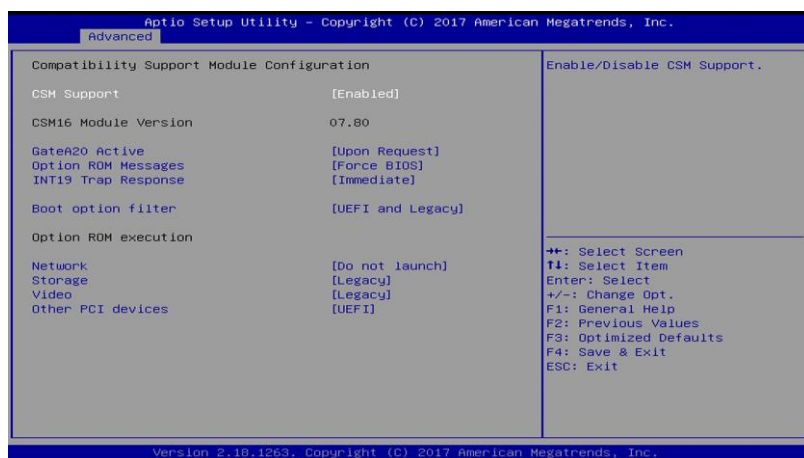 Aptio Setup Utility – Copyright (C) 2017 American Megatrends, Inc.
Advanced
Compatibility Support Module Configuration
CSM Support [Enabled]
CSM16 Module Version 07.80
GateA20 Active [Upon Request]
Option ROM Messages [Force BIOS]
INT19 Trap Response [Immediate]
Boot option filter [UEFI and Legacy]
Option ROM execution
Network [Do not launch]
Storage [Legacy]
Video [Legacy]
Other PCI devices [UEFI]
Enable/Disable CSM Support.
→←: Select Screen
↑↓: Select Item
Enter: Select
+/-: Change Opt.
F1: General Help
F2: Previous Values
F3: Optimized Defaults
F4: Save & Exit
ESC: Exit
Version 2.18.1263. Copyright (C) 2017 American Megatrends, Inc.